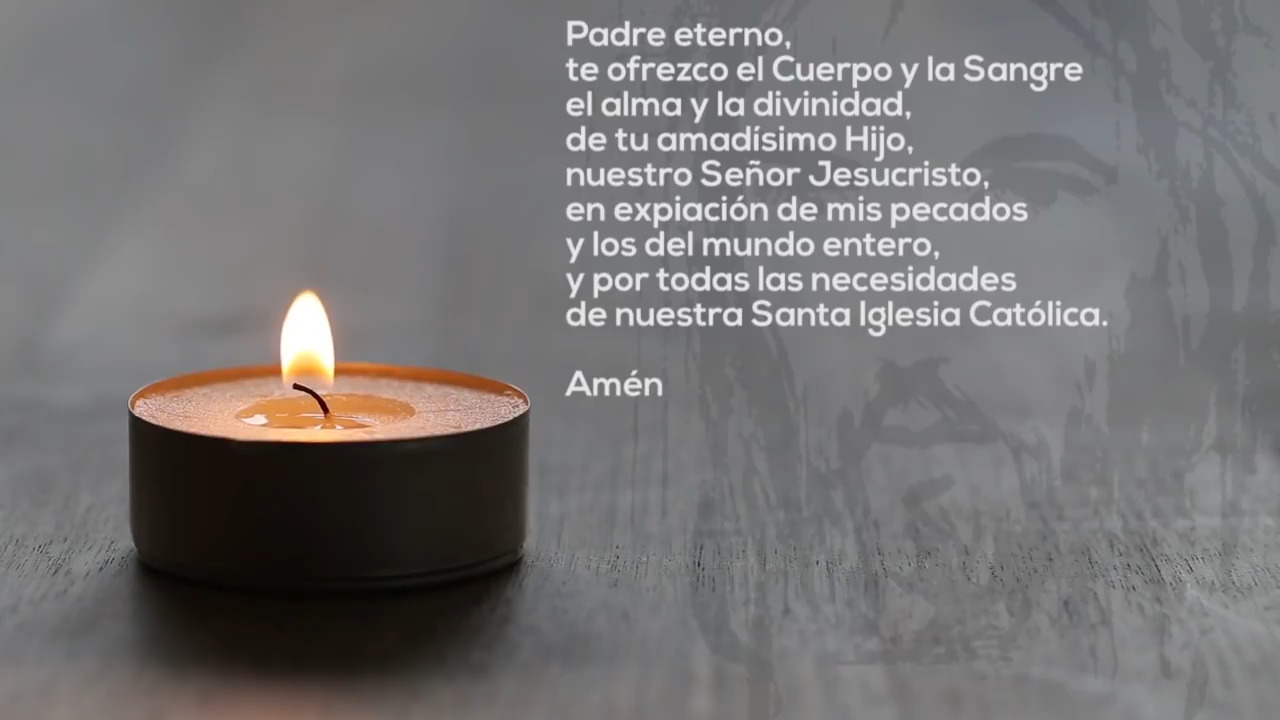 Padre eterno,
te ofrezco el Cuerpo y la Sangre
el alma y la divinidad,
de tu amadísimo Hijo,
nuestro Señor Jesucristo,
en expiación de mis pecados
y los del mundo entero,
y por todas las necesidades
de nuestra Santa Iglesia Católica.
Amén